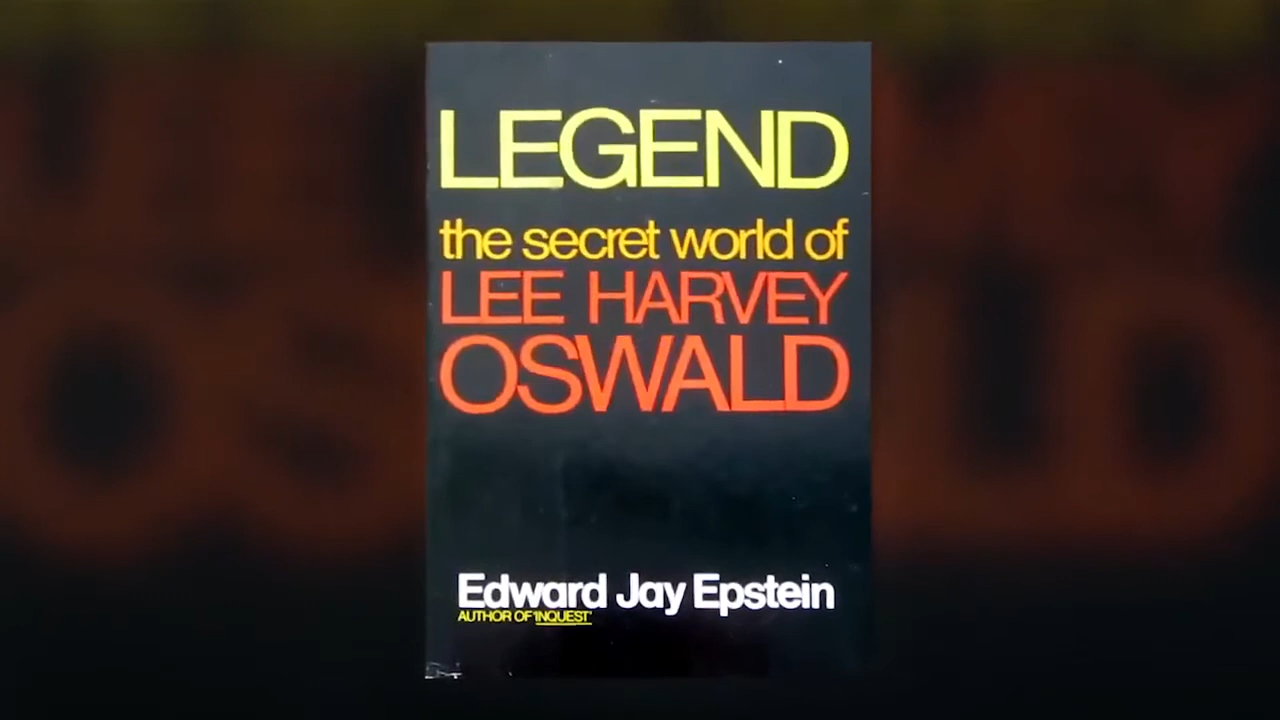 LEGEND
the secret world of
LEE HARVEY
OSWALD
Edward Jay Epstein
AUTHOR OF 'INQUEST'